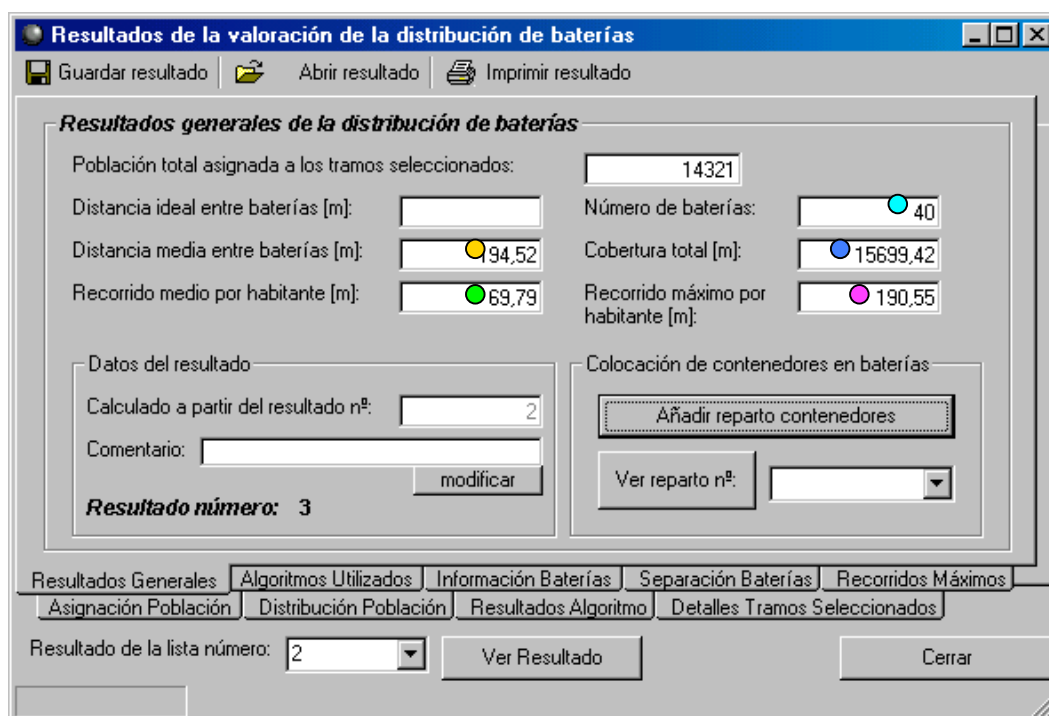 Resultados de la valoración de la distribución de baterías
Guardar resultado Abrir resultado Imprimir resultado
Resultados generales de la distribución de baterías
Población total asignada a los tramos seleccionados: 14321
Distancia ideal entre baterías [m]: Número de baterías: 40
Distancia media entre baterías [m]: 194,52 Cobertura total [m]: 15699,42
Recorrido medio por habitante [m]: 69,79 Recorrido máximo por habitante [m]: 190,55
Datos del resultado Colocación de contenedores en baterías
Calculado a partir del resultado nº: 2 Añadir reparto contenedores
Comentario:
modificar Ver reparto nº:
Resultado número: 3
Resultados Generales Algoritmos Utilizados Información Baterías Separación Baterías Recorridos Máximos
Asignación Población Distribución Población Resultados Algoritmo Detalles Tramos Seleccionados
Resultado de la lista número: 2 Ver Resultado Cerrar